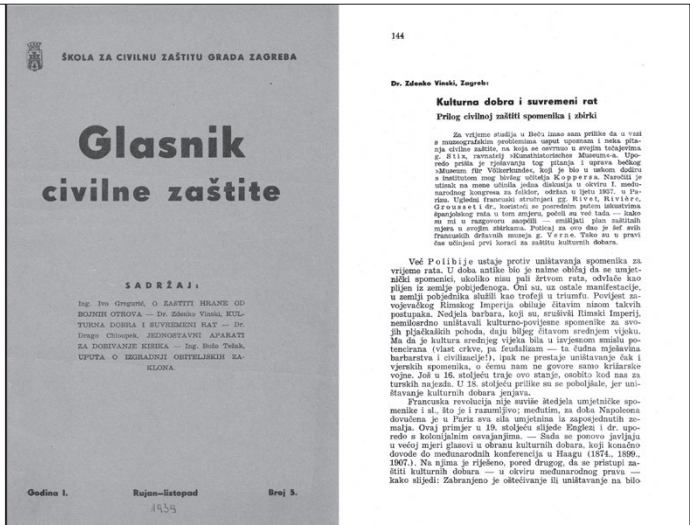 ŠKOLA ZA CIVILNU ZAŠTITU GRADA ZAGREBA
Glasnik
civilne zaštite
SADRŽAJ:
Ing. Ivo Gregurić, O ZAŠTITI HRANE OD
BOJNIH OTROVA — Dr. Zdenko Vinski, KUL-
TURNA DOBRA I SUVREMENI RAT — Dr.
Drago Chloupek, JEDNOSTAVNI APARATI
ZA DOBIVANJE KISIKA — Ing. Božo Težak,
UPUTA O IZGRADNJI OBITELJSKIH ZA-
KLONA.
Godina I. Rujan—listopad Broj 5.
1939
144
Dr. Zdenko Vinski, Zagreb:
Kulturna dobra i suvremeni rat
Prilog civilnoj zaštiti spomenika i zbirki
Za vrijeme studija u Beču imao sam prilike da u vezi
s muzeografskim problemima usput upoznam i neka pita-
nja civilne zaštite, na koja se osvrnuo u svojim tečajevima
g. Stix, ravnatelj »Kunsthistorisches Museums«-a. Upo-
redo prišla je rješavanju tog pitanja i uprava bečkog
»Museum für Völkerkunde«, koji je bio u uskom dodiru
s institutom mog bivšeg učitelja Koppersa. Naročiti je
utisak na mene učinila jedna diskusija u okviru I. među-
narodnog kongresa za folklor, održan u ljetu 1937. u Pa-
rizu. Ugledni francuski stručnjaci gg. Rivet, Rivière,
Grousset i dr., koristeći se posrednim putem iskustvima
španjolskog rata u tom smjeru, počeli su već tada — kako
su mi u razgovoru saopćili — smišljati plan zaštitnih
mjera u svojim zbirkama. Poticaj za ovo dao je šef svih
francuskih državnih muzeja g. Verne. Tako su u pravi
čas učinjeni prvi koraci za zaštitu kulturnih dobara.
Već Polibije ustaje protiv uništavanja spomenika za
vrijeme rata. U doba antike bio je naime običaj da se umjet-
nički spomenici, ukoliko nisu pali žrtvom rata, odvlače kao
plijen iz zemlje pobijeđenoga. Oni su, uz ostale manifestacije,
u zemlji pobjednika služili kao trofeji u triumfu. Povijest za-
vojevačkog Rimskog Imperija obiluje čitavim nisom takvih
postupaka. Nedjela barbara, koji su, srušivši Rimski Imperij,
nemilosrdno uništavali kulturno-povijesne spomenike za svo-
jih pljačkaških pohoda, daju biljeg čitavom srednjem vijeku.
Ma da je kultura srednjeg vijeka bila u izvjesnom smislu po-
tencirana (vlast crkve, pa feudalizam — ta čudna mješavina
barbarstva i civilizacije!), ipak ne prestaje uništavanje čak i
vjerskih spomenika, o čemu nam ne govore samo križarske
vojne. Još u 16. stoljeću traje ovo stanje, osobito kod nas za
turskih najezda. U 18. stoljeću prilike su se poboljšale, jer uni-
štavanje kulturnih dobara jenjava.
Francuska revolucija nije suviše štedjela umjetničke spo-
menike i sl., što je i razumljivo; međutim, za doba Napoleona
dovučena je u Pariz sva sila umjetnina iz zaposjednutih ze-
malja. Ovaj primjer u 19. stoljeću slijede Englezi i dr. upo-
redo s kolonijalnim osvajanjima. — Sada se ponovo javljaju
u većoj mjeri glasovi u obranu kulturnih dobara, koji konačno
dovode do međunarodnih konferencija u Haagu (1874., 1899.,
1907.). Na njima je riješeno, pored drugog, da se pristupi za-
štiti kulturnih dobara — u okviru međunarodnog prava —
kako slijedi: Zabranjeno je oštećivanje ili uništavanje na bilo